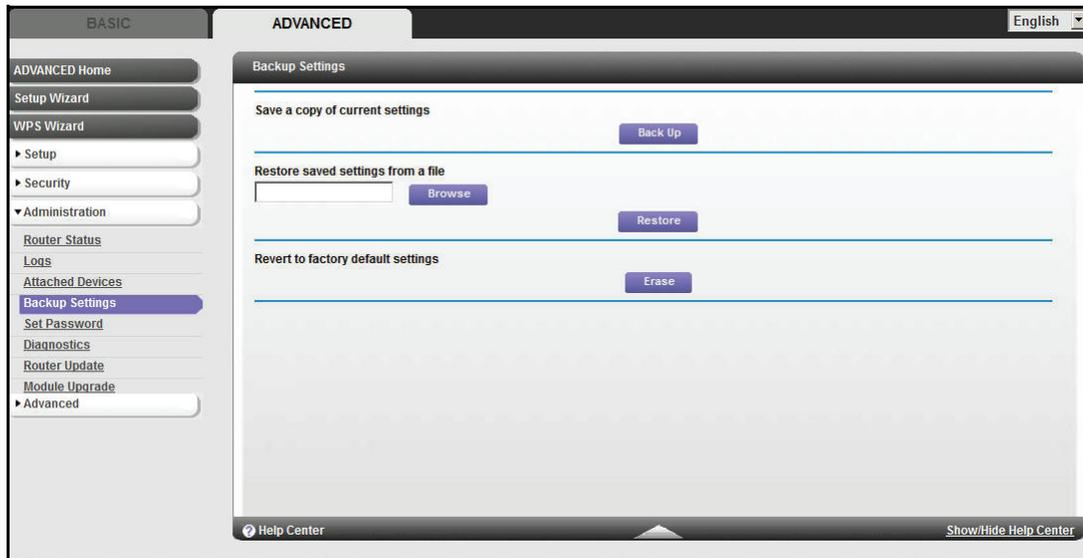 BASIC
ADVANCED
English
ADVANCED Home
Setup Wizard
WPS Wizard
Setup
Security
Administration
Router Status
Logs
Attached Devices
Backup Settings
Set Password
Diagnostics
Router Update
Module Upgrade
Advanced
Backup Settings
Save a copy of current settings
Back Up
Restore saved settings from a file
Browse
Restore
Revert to factory default settings
Erase
Help Center
Show/Hide Help Center